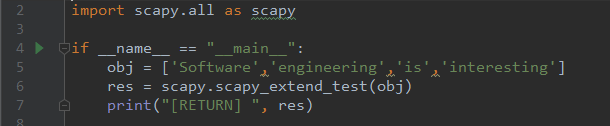 2 import scapy.all as scapy
3
4 if __name__ == "__main__":
5     obj = ['Software','engineering','is','interesting']
6     res = scapy.scapy_extend_test(obj)
7     print("[RETURN] ", res)
8